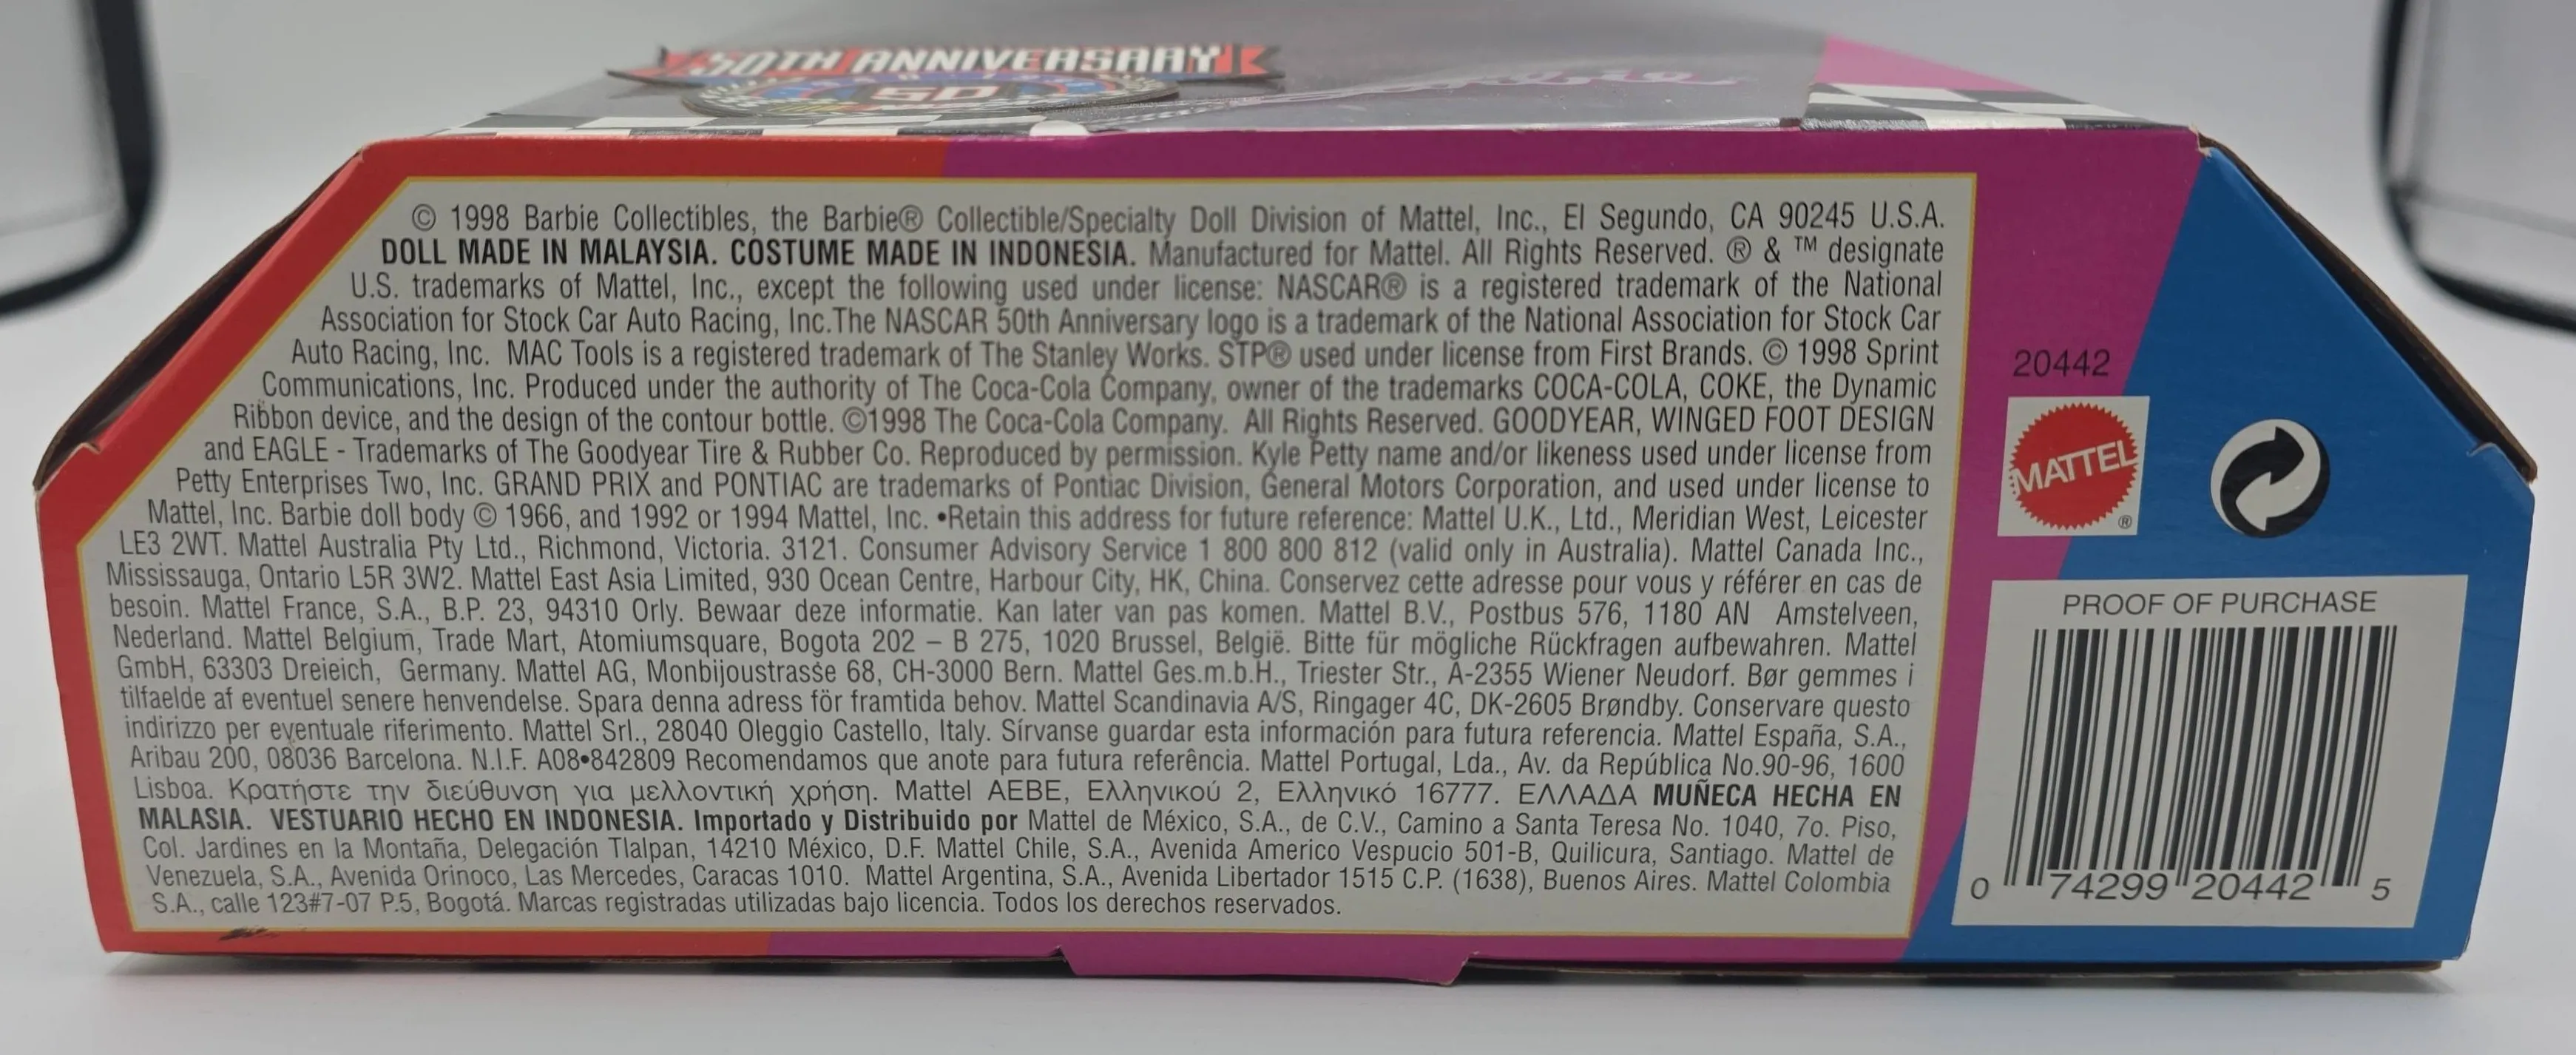 50TH ANNIVERSARY
50
© 1998 Barbie Collectibles, the Barbie® Collectible/Specialty Doll Division of Mattel, Inc., El Segundo, CA 90245 U.S.A.
DOLL MADE IN MALAYSIA. COSTUME MADE IN INDONESIA. Manufactured for Mattel. All Rights Reserved. ® & ™ designate
U.S. trademarks of Mattel, Inc., except the following used under license: NASCAR® is a registered trademark of the National
Association for Stock Car Auto Racing, Inc.The NASCAR 50th Anniversary logo is a trademark of the National Association for Stock Car
Auto Racing, Inc. MAC Tools is a registered trademark of The Stanley Works. STP® used under license from First Brands. © 1998 Sprint
Communications, Inc. Produced under the authority of The Coca-Cola Company, owner of the trademarks COCA-COLA, COKE, the Dynamic
Ribbon device, and the design of the contour bottle. ©1998 The Coca-Cola Company. All Rights Reserved. GOODYEAR, WINGED FOOT DESIGN
and EAGLE - Trademarks of The Goodyear Tire & Rubber Co. Reproduced by permission. Kyle Petty name and/or likeness used under license from
Petty Enterprises Two, Inc. GRAND PRIX and PONTIAC are trademarks of Pontiac Division, General Motors Corporation, and used under license to
Mattel, Inc. Barbie doll body © 1966, and 1992 or 1994 Mattel, Inc. •Retain this address for future reference: Mattel U.K., Ltd., Meridian West, Leicester
LE3 2WT. Mattel Australia Pty Ltd., Richmond, Victoria. 3121. Consumer Advisory Service 1 800 800 812 (valid only in Australia). Mattel Canada Inc.,
Mississauga, Ontario L5R 3W2. Mattel East Asia Limited, 930 Ocean Centre, Harbour City, HK, China. Conservez cette adresse pour vous y référer en cas de
besoin. Mattel France, S.A., B.P. 23, 94310 Orly. Bewaar deze informatie. Kan later van pas komen. Mattel B.V., Postbus 576, 1180 AN Amstelveen,
Nederland. Mattel Belgium, Trade Mart, Atomiumsquare, Bogota 202 – B 275, 1020 Brussel, België. Bitte für mögliche Rückfragen aufbewahren. Mattel
GmbH, 63303 Dreieich, Germany. Mattel AG, Monbijoustrasse 68, CH-3000 Bern. Mattel Ges.m.b.H., Triester Str., A-2355 Wiener Neudorf. Bør gemmes i
tilfaelde af eventuel senere henvendelse. Spara denna adress för framtida behov. Mattel Scandinavia A/S, Ringager 4C, DK-2605 Brøndby. Conservare questo
indirizzo per eventuale riferimento. Mattel Srl., 28040 Oleggio Castello, Italy. Sírvanse guardar esta información para futura referencia. Mattel España, S.A.,
Aribau 200, 08036 Barcelona. N.I.F. A08•842809 Recomendamos que anote para futura referência. Mattel Portugal, Lda., Av. da República No.90-96, 1600
Lisboa. Κρατήστε την διεύθυνση για μελλοντική χρήση. Mattel AEBE, Ελληνικού 2, Ελληνικό 16777. ΕΛΛΑΔΑ MUÑECA HECHA EN
MALASIA. VESTUARIO HECHO EN INDONESIA. Importado y Distribuido por Mattel de México, S.A., de C.V., Camino a Santa Teresa No. 1040, 7o. Piso,
Col. Jardines en la Montaña, Delegación Tlalpan, 14210 México, D.F. Mattel Chile, S.A., Avenida Americo Vespucio 501-B, Quilicura, Santiago. Mattel de
Venezuela, S.A., Avenida Orinoco, Las Mercedes, Caracas 1010. Mattel Argentina, S.A., Avenida Libertador 1515 C.P. (1638), Buenos Aires. Mattel Colombia
S.A., calle 123#7-07 P.5, Bogotá. Marcas registradas utilizadas bajo licencia. Todos los derechos reservados.
20442
MATTEL®
PROOF OF PURCHASE
0 74299 20442 5